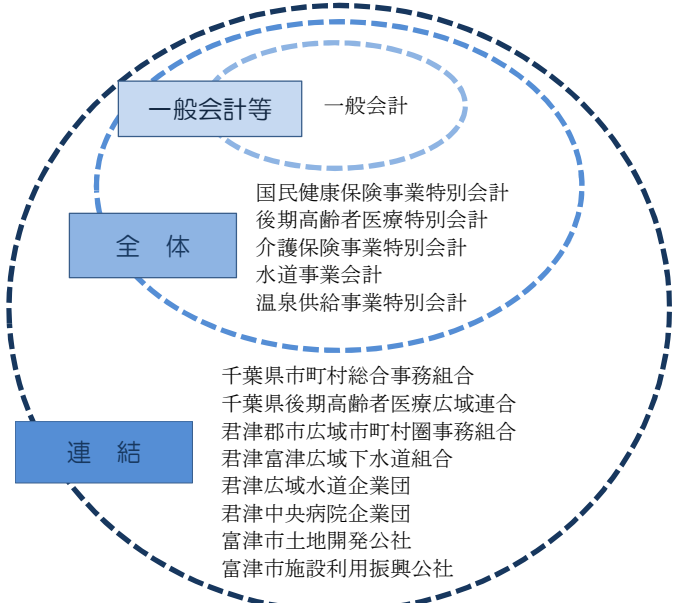 一般会計等
一般会計
国民健康保険事業特別会計
後期高齢者医療特別会計
全 体
介護保険事業特別会計
水道事業会計
温泉供給事業特別会計
千葉県市町村総合事務組合
千葉県後期高齢者医療広域連合
君津郡市広域市町村圏事務組合
連 結
君津富津広域下水道組合
君津広域水道企業団
君津中央病院企業団
富津市土地開発公社
富津市施設利用振興公社